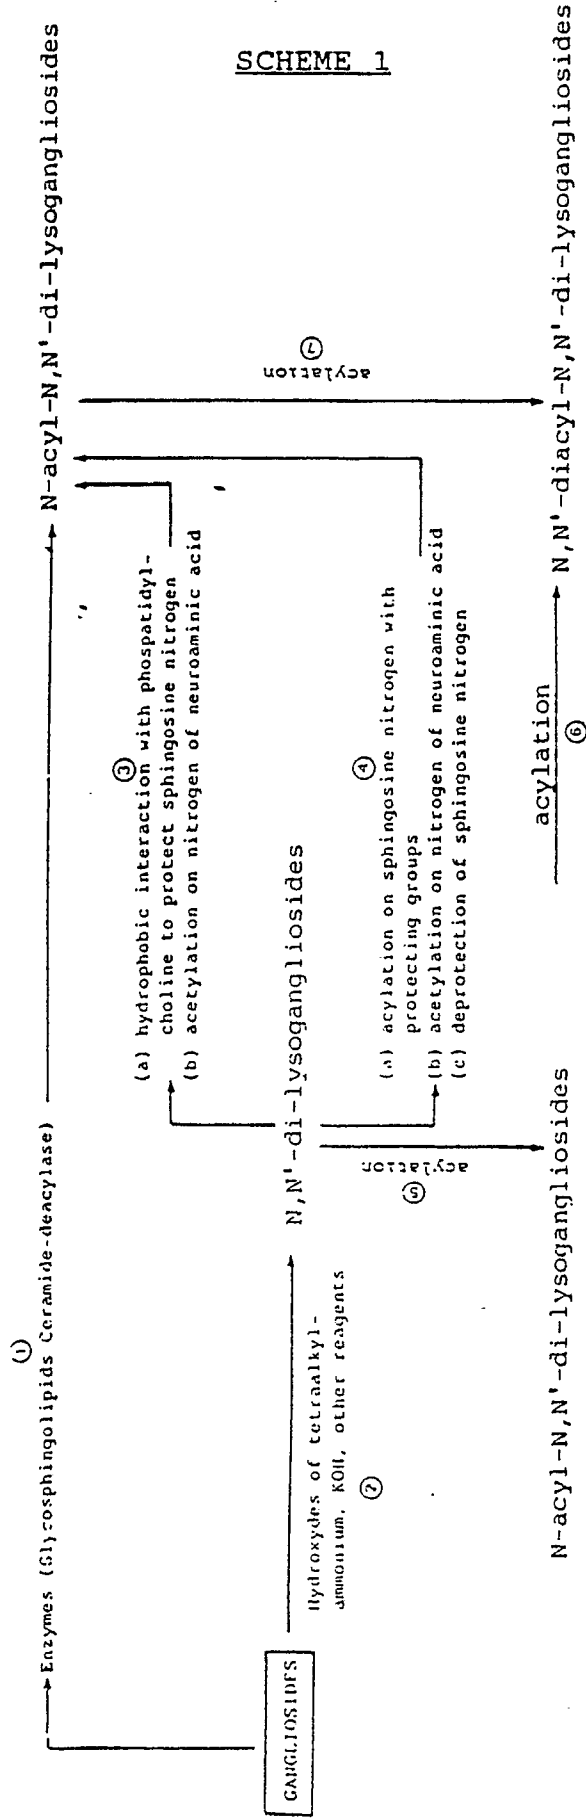 SCHEME 1
①
Enzymes (Glycosphingolipids Ceramide-deacylase)
N-acyl-N,N'-di-lysogangliosides
③
(a) hydrophobic interaction with phospatidyl-
choline to protect sphingosine nitrogen
(b) acetylation on nitrogen of neuroaminic acid
acylation
⑦
GANGLIOSIDES
Hydroxydes of tetraalkyl-
ammonium, KOH, other reagents
②
N,N'-di-lysogangliosides
④
(a) acylation on sphingosine nitrogen with
protecting groups
(b) acetylation on nitrogen of neuroaminic acid
(c) deprotection of sphingosine nitrogen
⑤
acylation
N-acyl-N,N'-di-lysogangliosides
acylation
⑥
N,N'-diacyl-N,N'-di-lysogangliosides